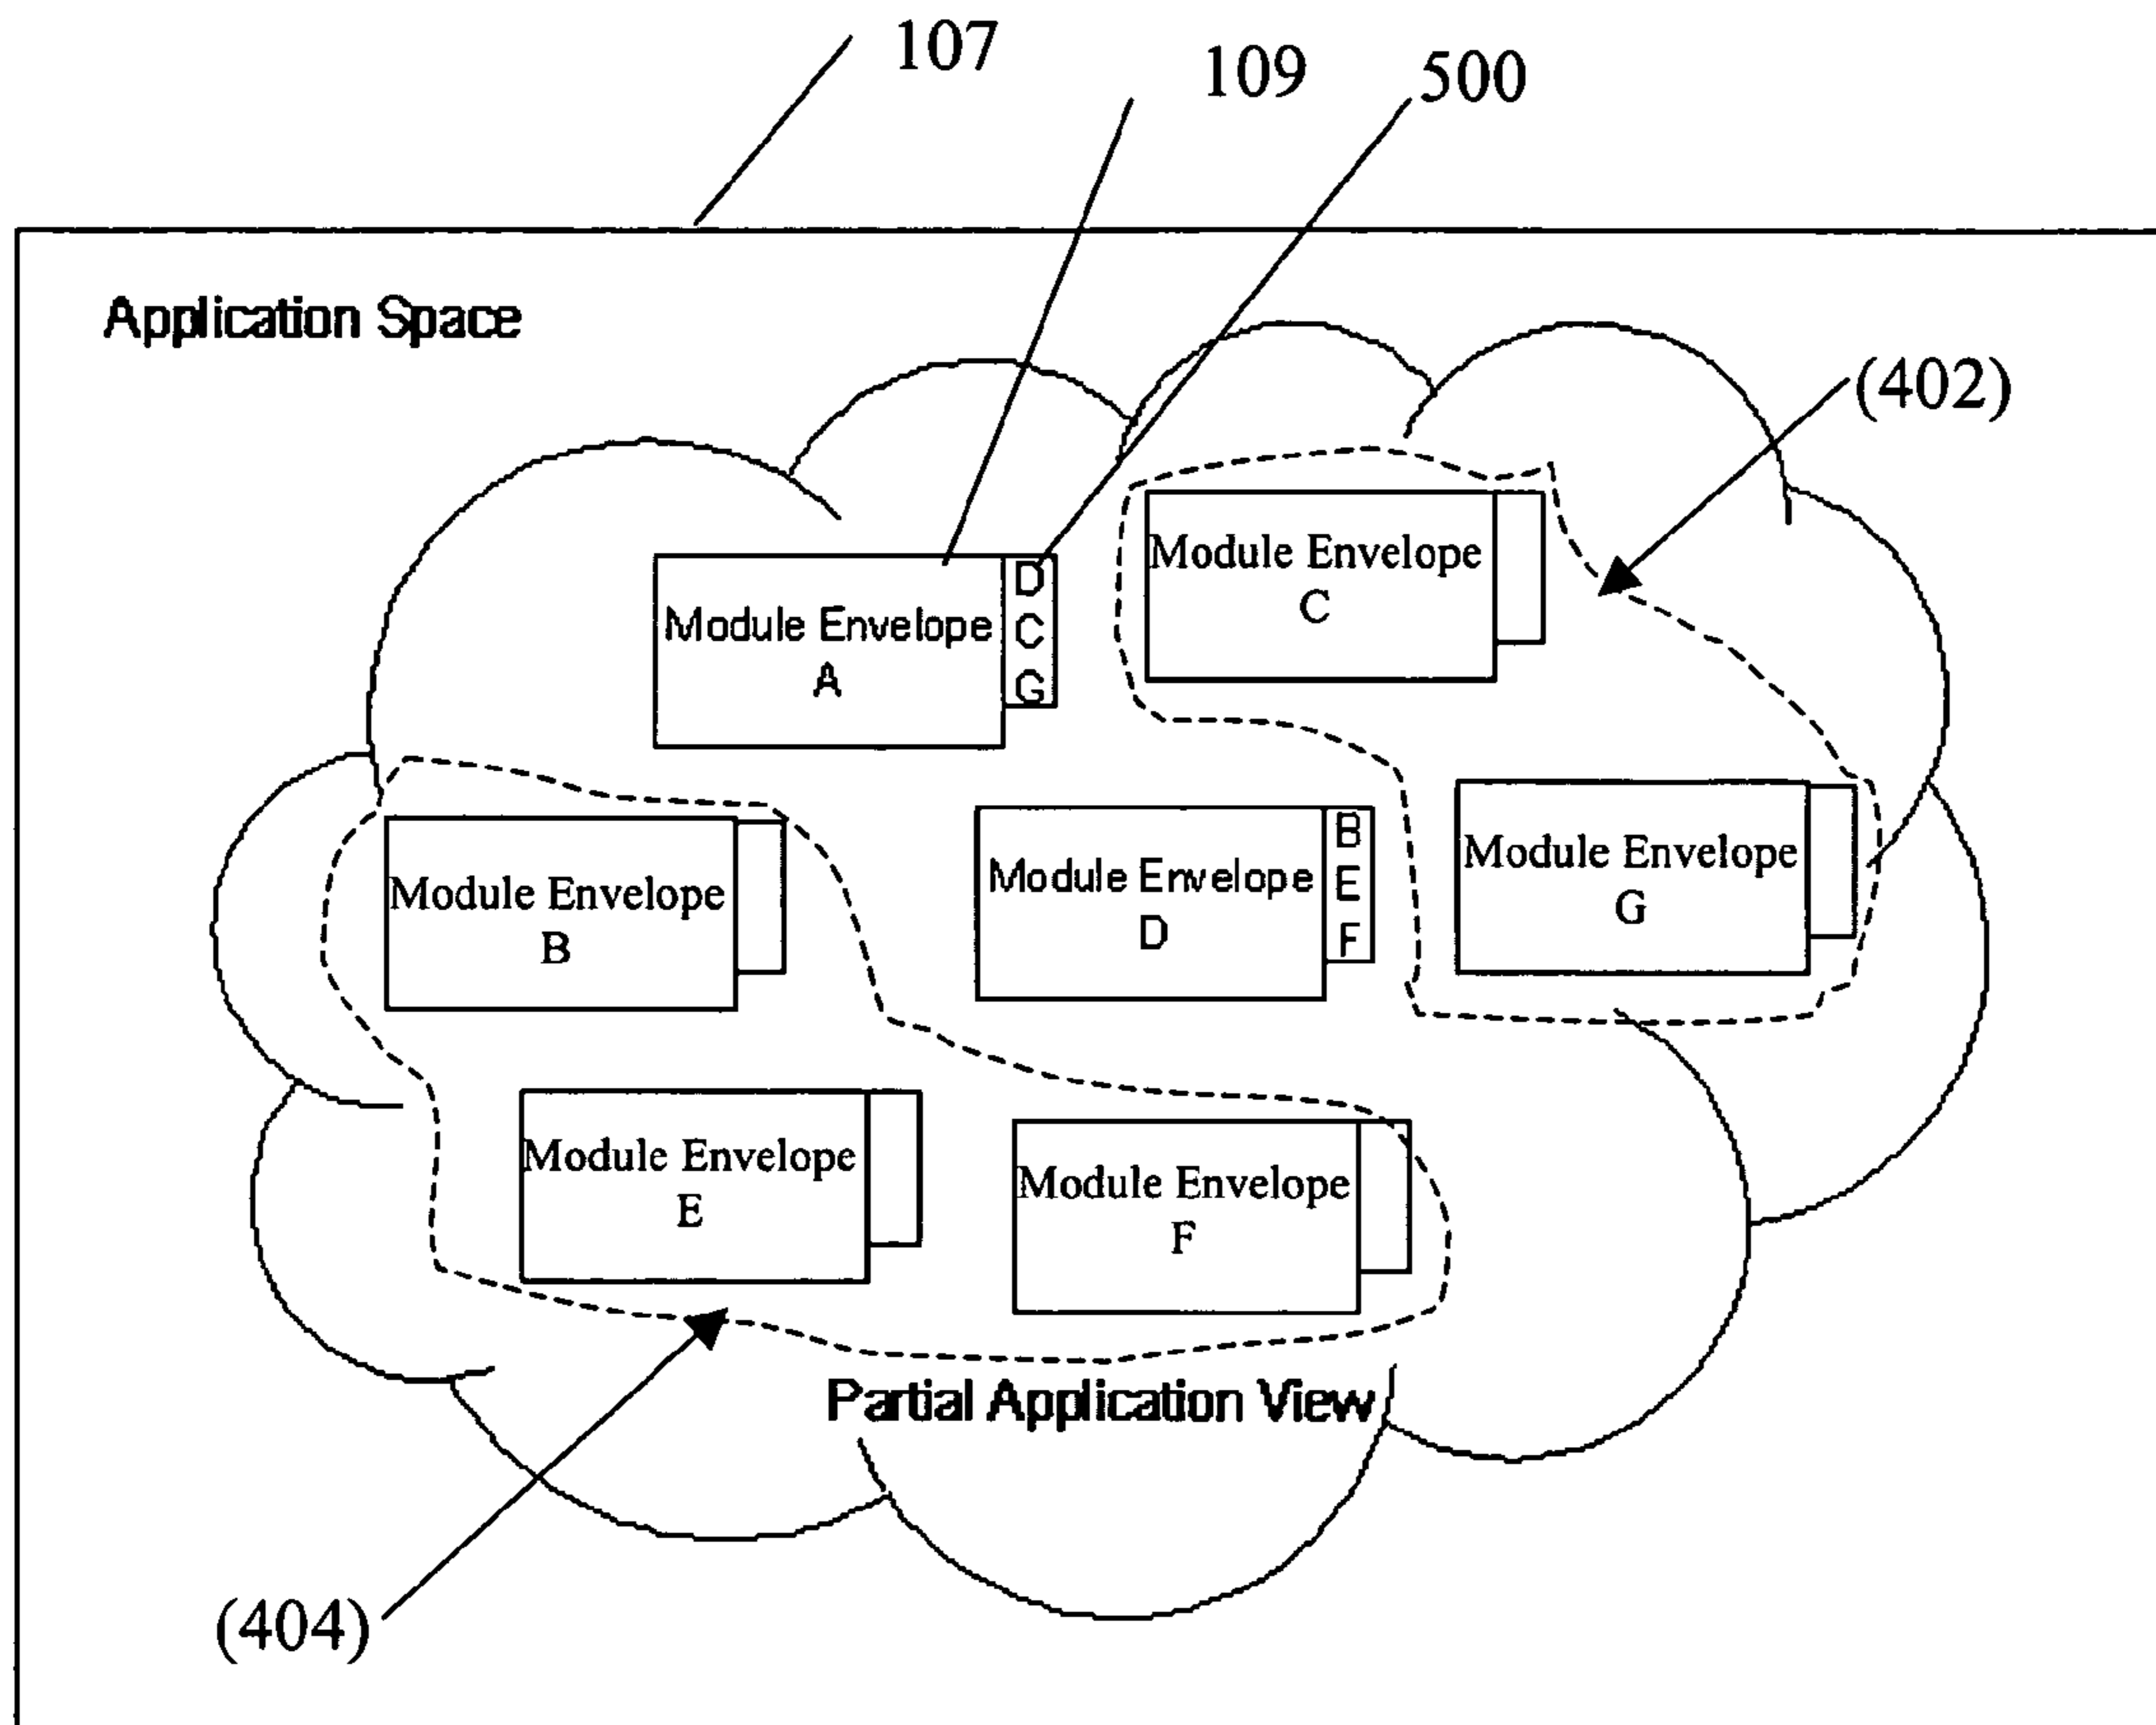 107
109
500
Application Space
(402)
Module Envelope
A
D
C
G
Module Envelope
C
Module Envelope
B
Module Envelope
D
B
E
F
Module Envelope
G
Module Envelope
E
Module Envelope
F
Partial Application View
(404)